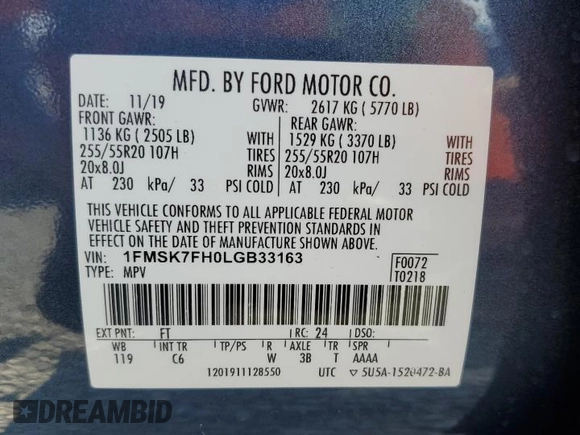 MFD. BY FORD MOTOR CO.
DATE: 11/19 GVWR: 2617 KG ( 5770 LB)
FRONT GAWR: REAR GAWR:
1136 KG ( 2505 LB) WITH 1529 KG ( 3370 LB) WITH
255/55R20 107H TIRES 255/55R20 107H TIRES
20x8.0J RIMS 20x8.0J RIMS
AT 230 kPa/ 33 PSI COLD AT 230 kPa/ 33 PSI COLD
THIS VEHICLE CONFORMS TO ALL APPLICABLE FEDERAL MOTOR
VEHICLE SAFETY AND THEFT PREVENTION STANDARDS IN
EFFECT ON THE DATE OF MANUFACTURE SHOWN ABOVE.
VIN: 1FMSK7FH0LGB33163 F0072
TYPE: MPV T0218
EXT PNT: FT RC: 24 DSO:
WB INT TR TP/PS R AXLE TR SPR
119 C6 W 3B T AAAA
1201911128550 UTC ▽ 5U5A-1520472-BA
DREAMBID